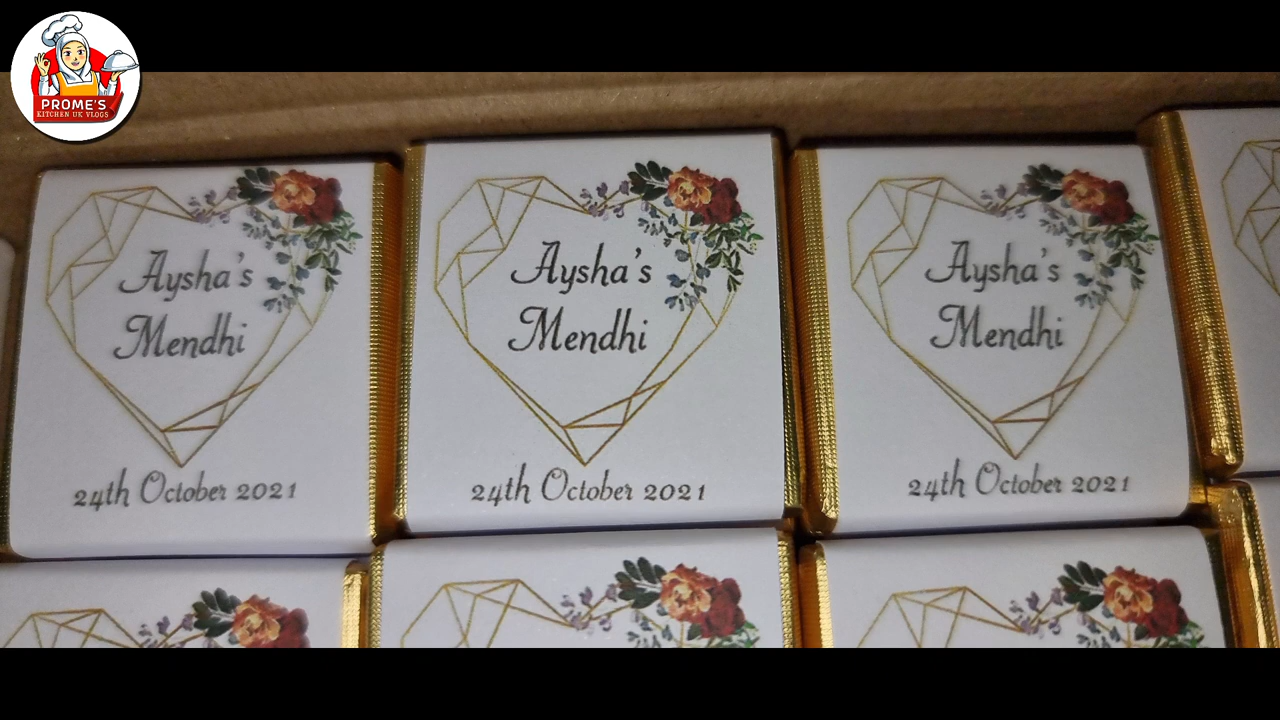 PROME'S
KITCHEN UK VLOGS
Aysha's
Mendhi
24th October 2021
Aysha's
Mendhi
24th October 2021
Aysha's
Mendhi
24th October 2021